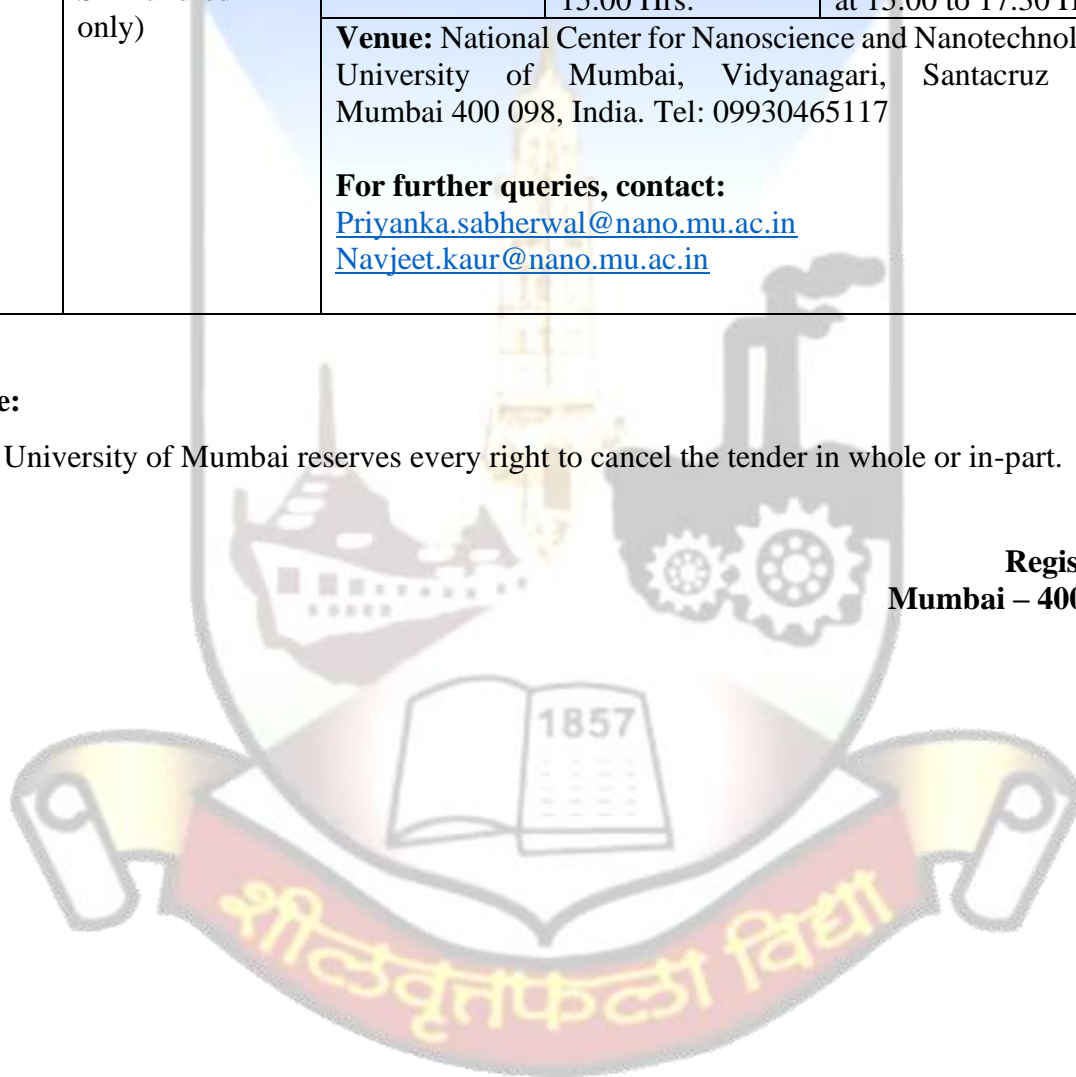 15:00 Hrs.
at 15:00 to 17:30 H
only)
Venue: National Center for Nanoscience and Nanotechnol
University of Mumbai, Vidyanagari, Santacruz
Mumbai 400 098, India. Tel: 09930465117
For further queries, contact:
Priyanka.sabherwal@nano.mu.ac.in
Navjeet.kaur@nano.mu.ac.in
e:
University of Mumbai reserves every right to cancel the tender in whole or in-part.
Regis
Mumbai – 400
1857
शीलवृत्तफला विद्या